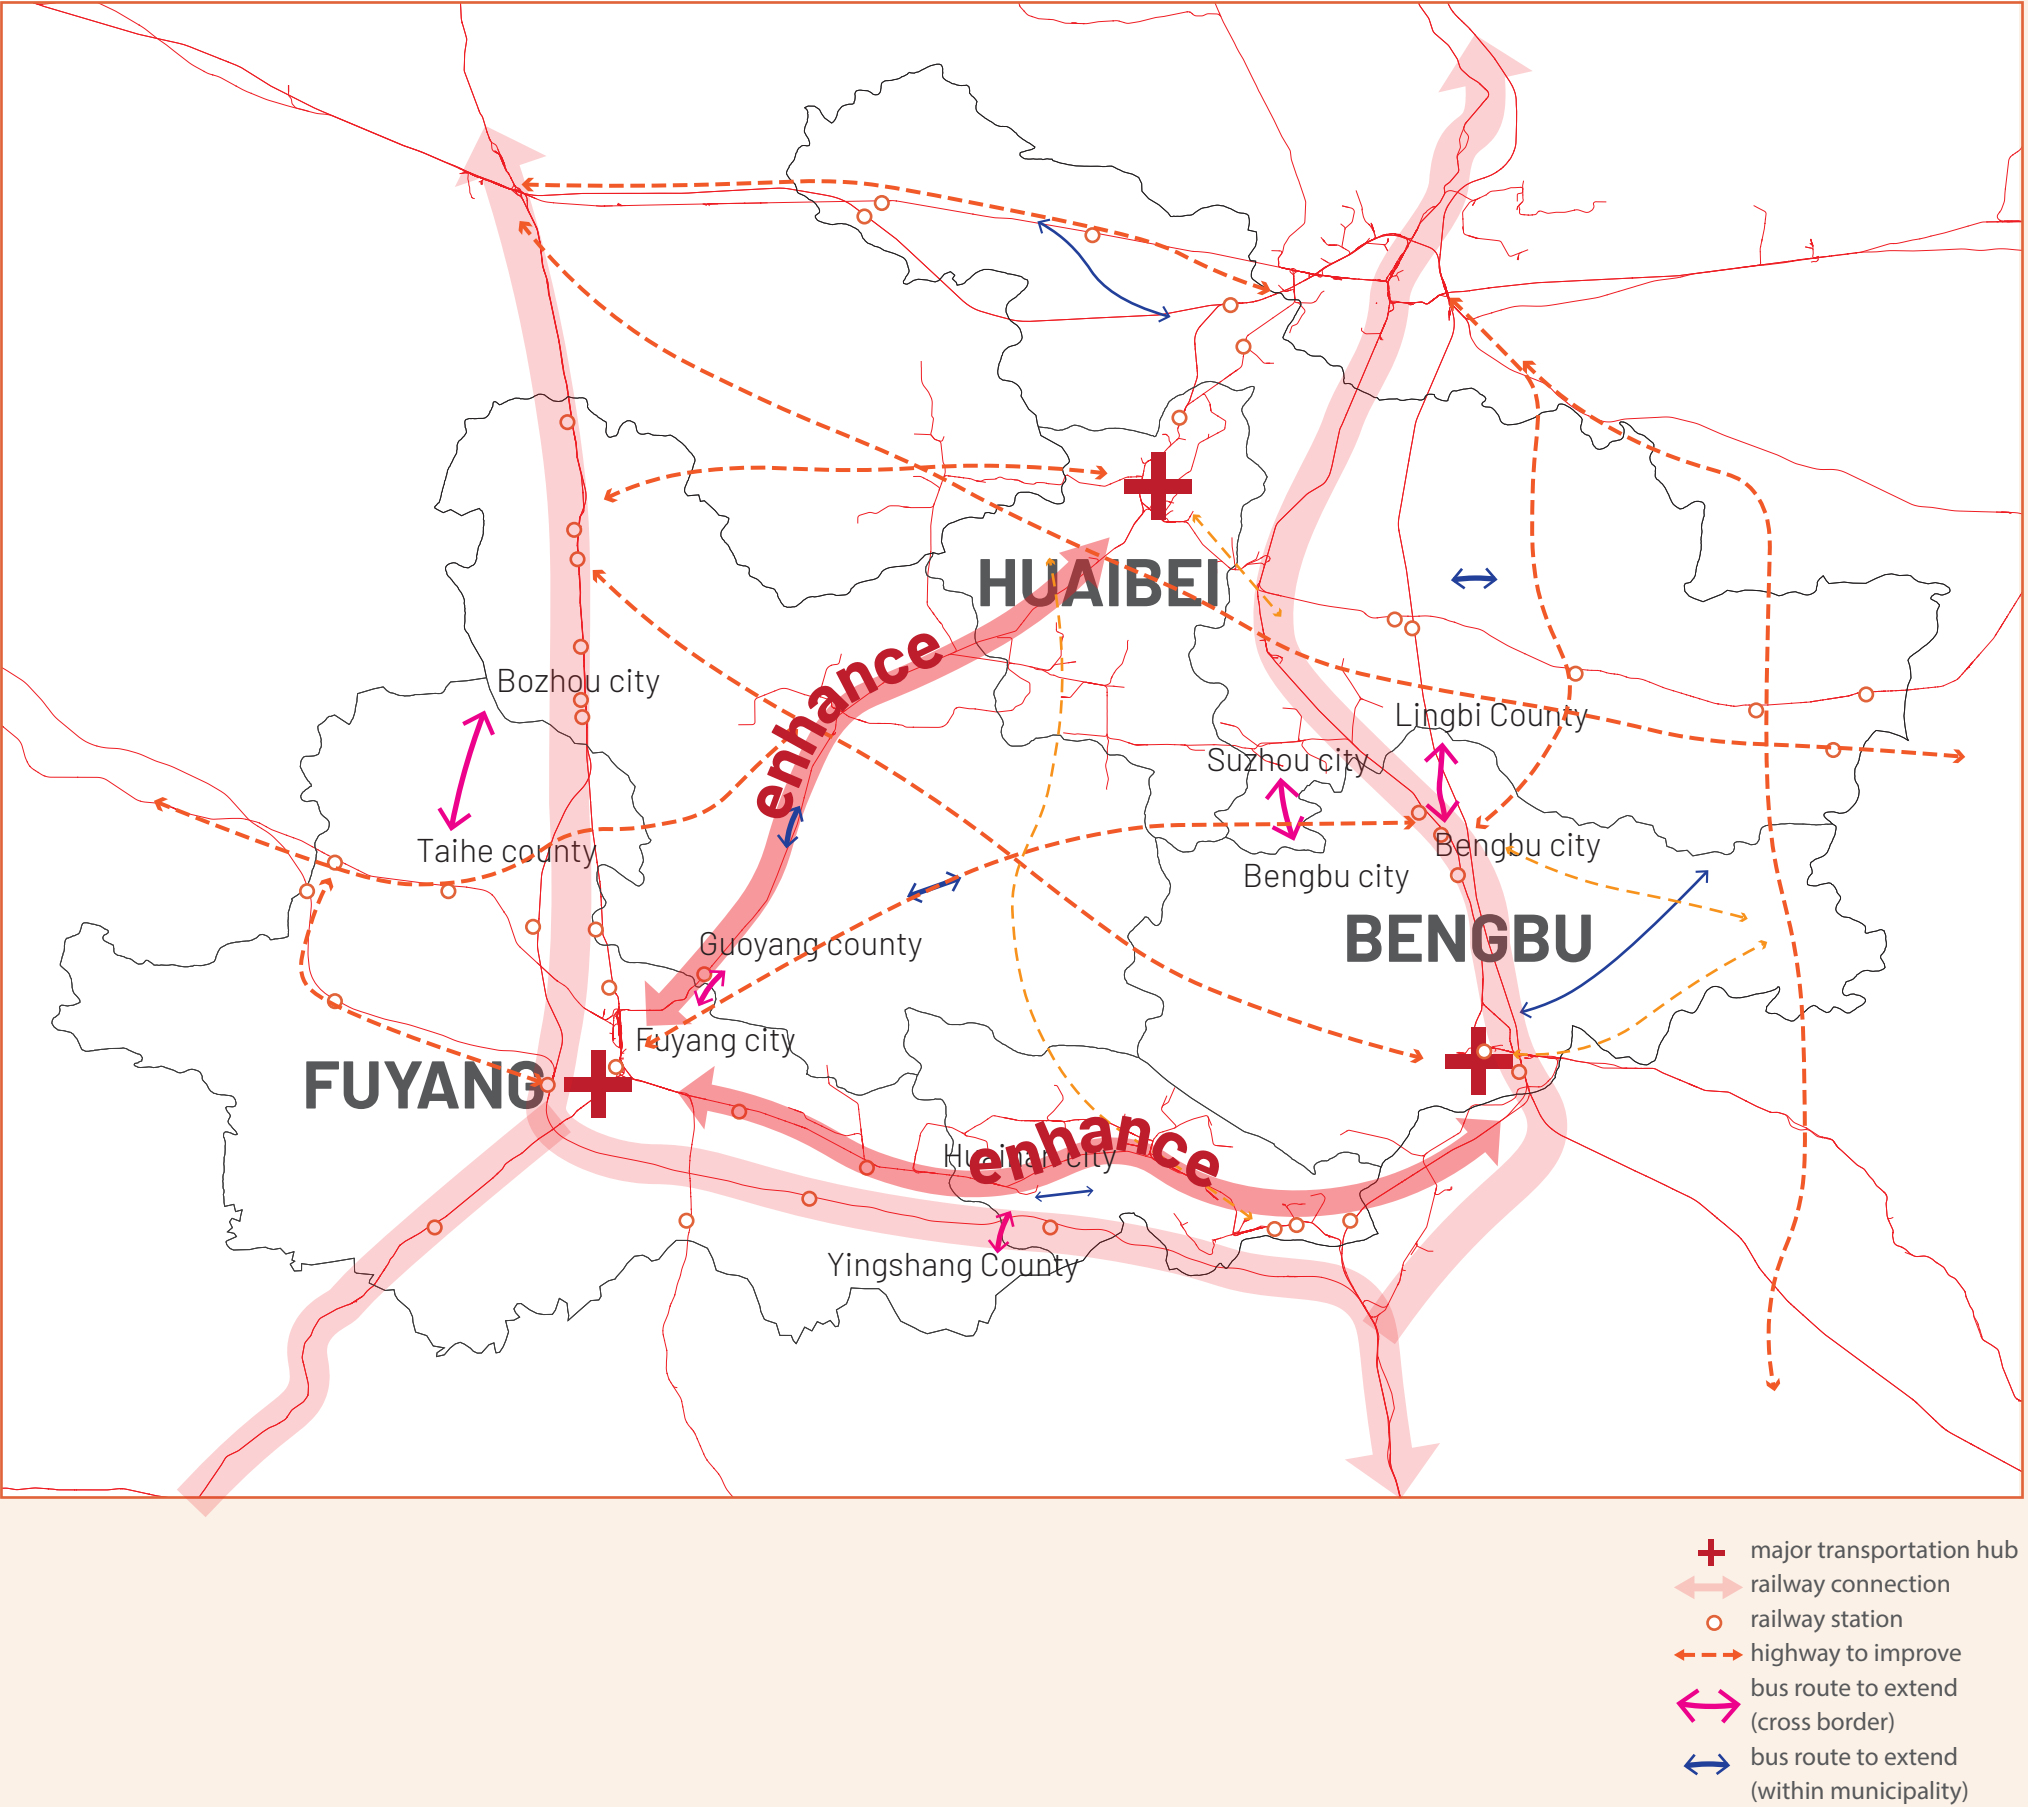 HUAIBEI
enhance
Bozhou city
Lingbi County
Suzhou city
Taihe county
Bengbu city
Bengbu city
BENGBU
Guoyang county
Fuyang city
FUYANG
enhance
Huainan city
Yingshang County
major transportation hub
railway connection
railway station
highway to improve
bus route to extend
(cross border)
bus route to extend
(within municipality)